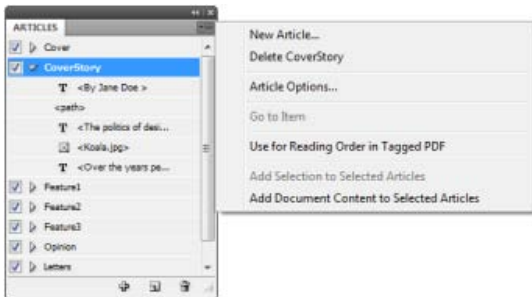 ARTICLES
Cover
CoverStory
T <By Jane Doe >
<path>
T <The politics of desi...
<Koala.jpg>
T <Over the years pe...
Feature1
Feature2
Feature3
Opinion
Letters
New Article...
Delete CoverStory
Article Options...
Go to Item
Use for Reading Order in Tagged PDF
Add Selection to Selected Articles
Add Document Content to Selected Articles